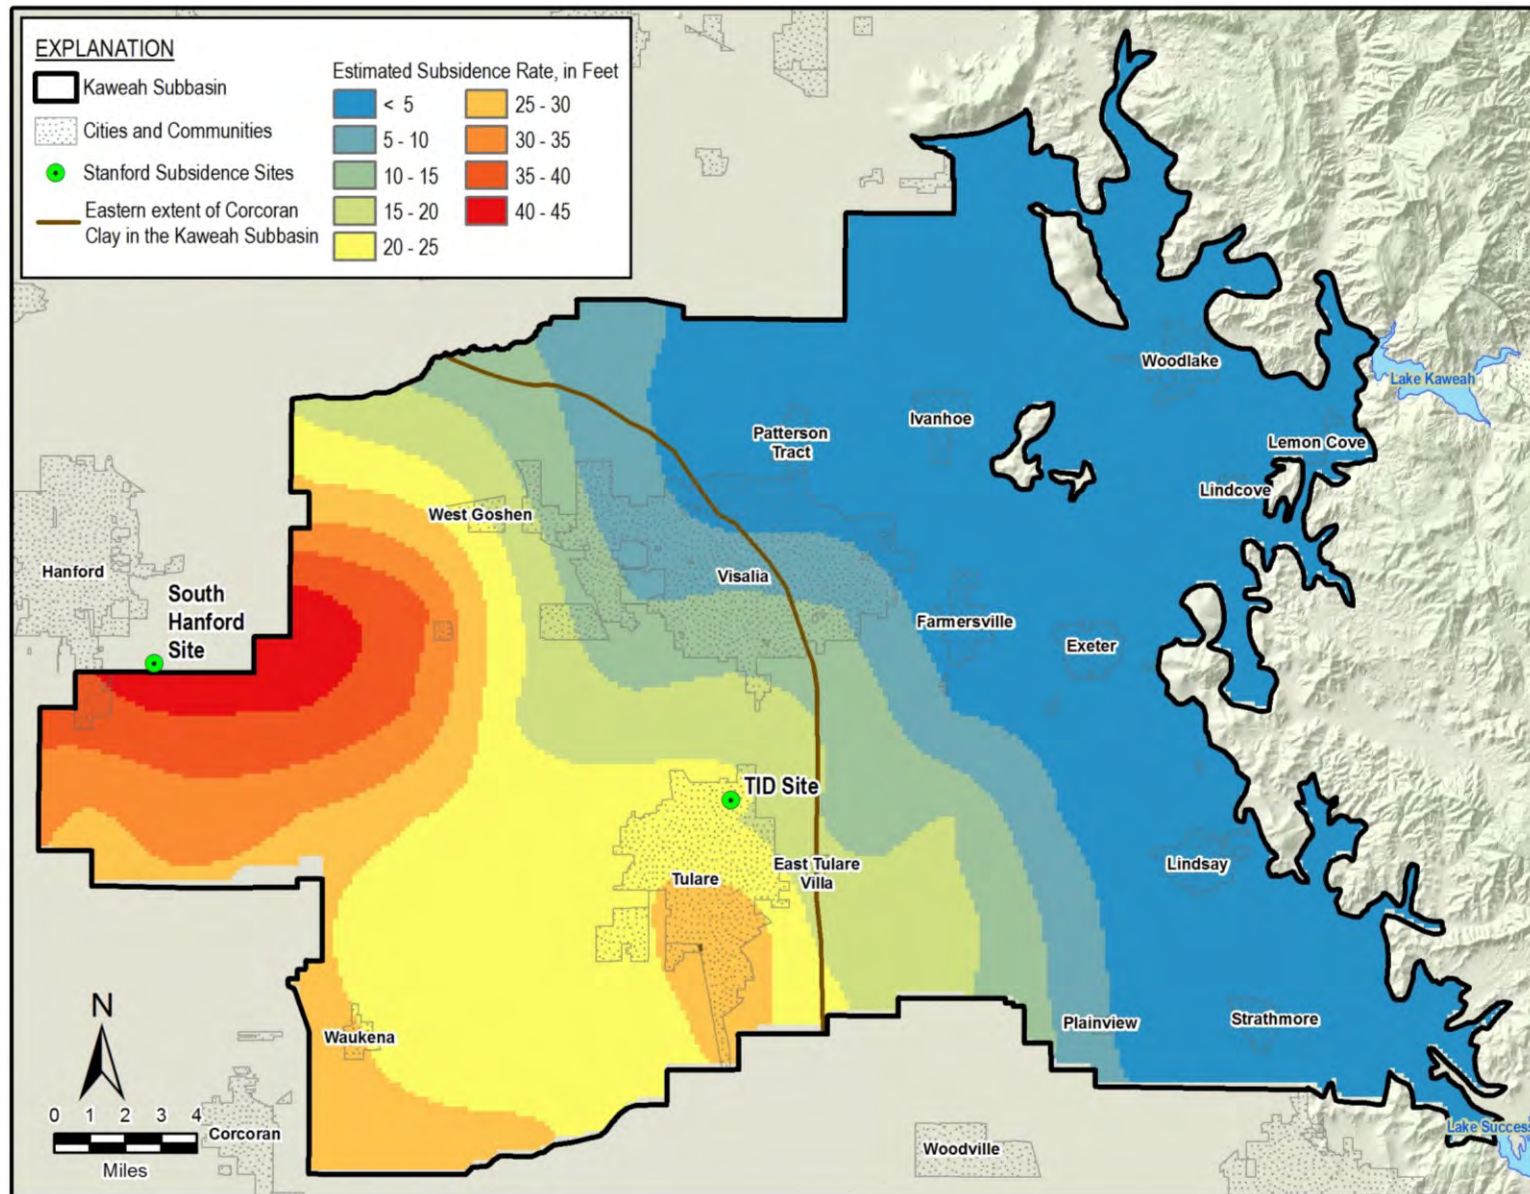 EXPLANATION
Kaweah Subbasin
Cities and Communities
Stanford Subsidence Sites
Eastern extent of Corcoran
Clay in the Kaweah Subbasin
Estimated Subsidence Rate, in Feet
< 5
5 - 10
10 - 15
15 - 20
20 - 25
25 - 30
30 - 35
35 - 40
40 - 45
Woodlake
Lake Kaweah
Ivanhoe
Patterson
Tract
Lemon Cove
Lindcove
West Goshen
Hanford
Visalia
South
Hanford
Site
Farmersville
Exeter
TID Site
East Tulare
Villa
Lindsay
Tulare
Waukena
Plainview
Strathmore
N
0 1 2 3 4
Miles
Corcoran
Woodville
Lake Success